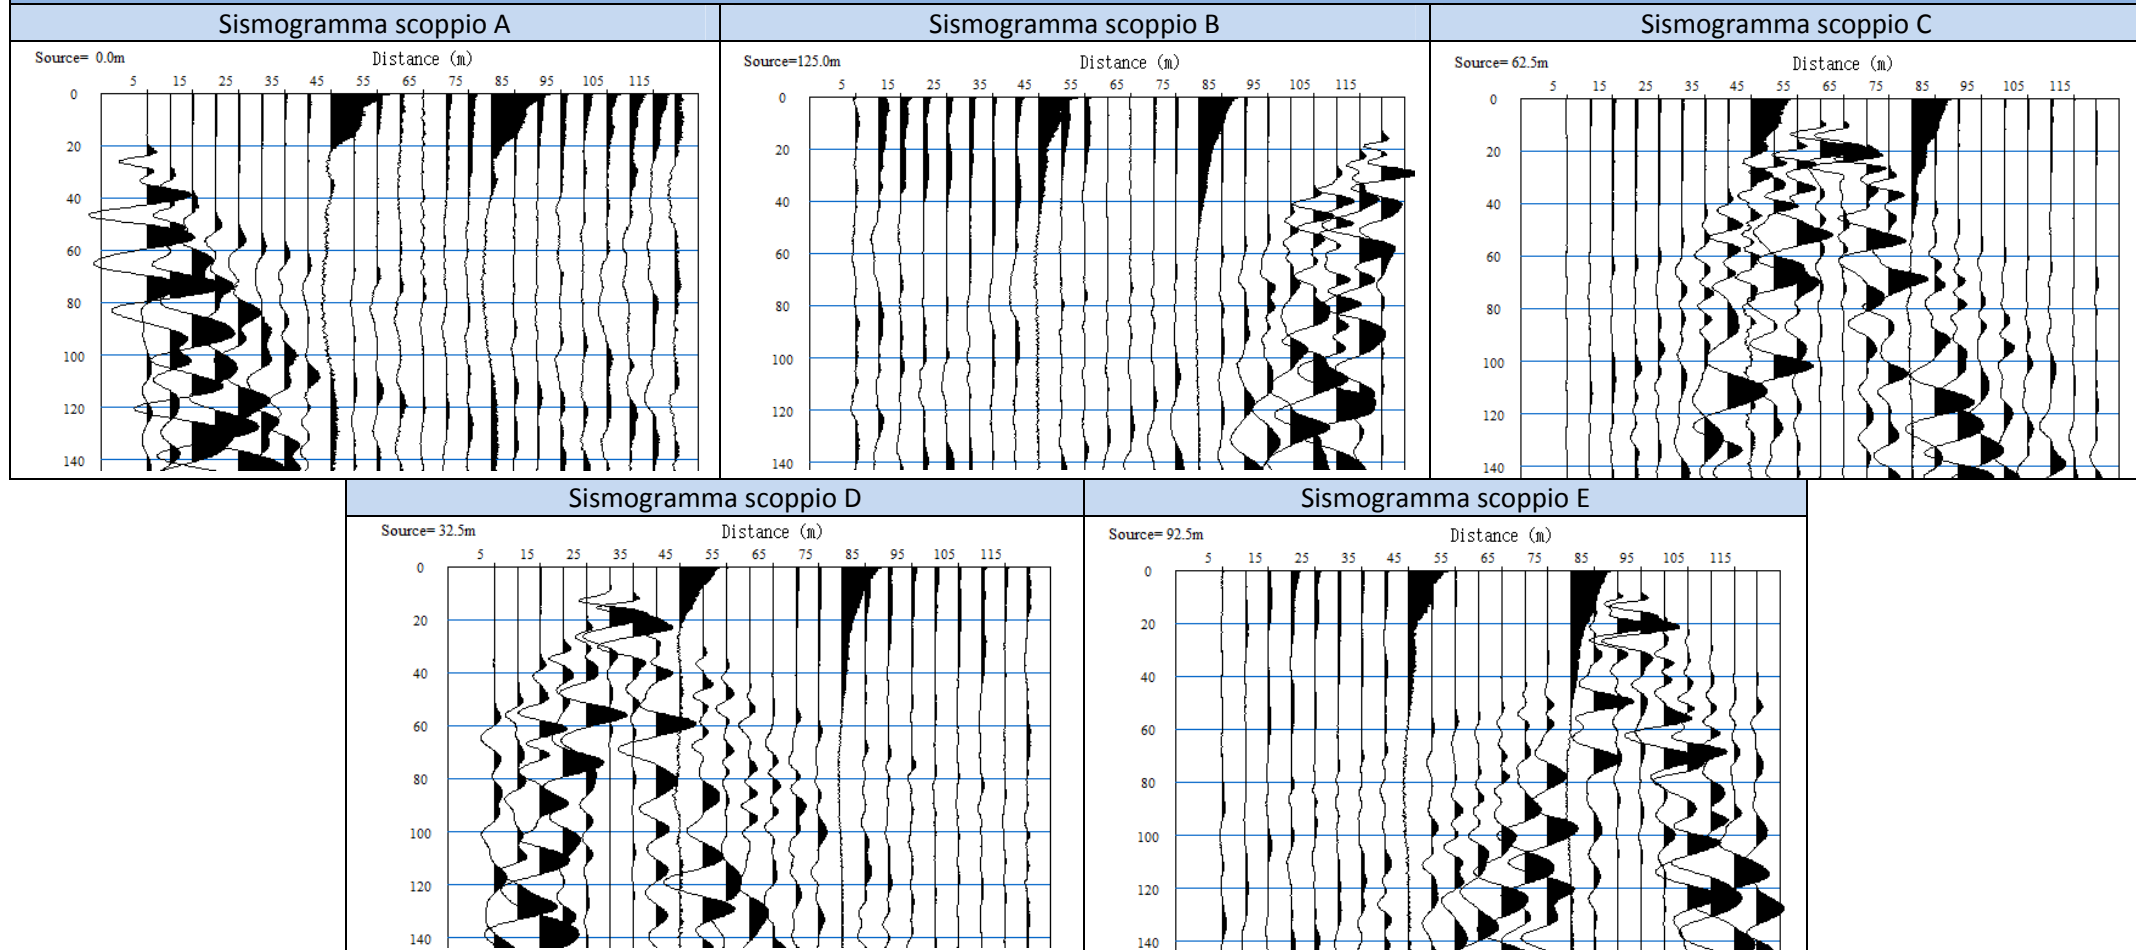 Sismogramma scoppio A
Sismogramma scoppio B
Sismogramma scoppio C
Source= 0.0m
Distance (m)
5 15 25 35 45 55 65 75 85 95 105 115
0
20
40
60
80
100
120
140
Source=125.0m
Distance (m)
5 15 25 35 45 55 65 75 85 95 105 115
0
20
40
60
80
100
120
140
Source= 62.5m
Distance (m)
5 15 25 35 45 55 65 75 85 95 105 115
0
20
40
60
80
100
120
140
Sismogramma scoppio D
Sismogramma scoppio E
Source= 32.5m
Distance (m)
5 15 25 35 45 55 65 75 85 95 105 115
0
20
40
60
80
100
120
140
Source= 92.5m
Distance (m)
5 15 25 35 45 55 65 75 85 95 105 115
0
20
40
60
80
100
120
140